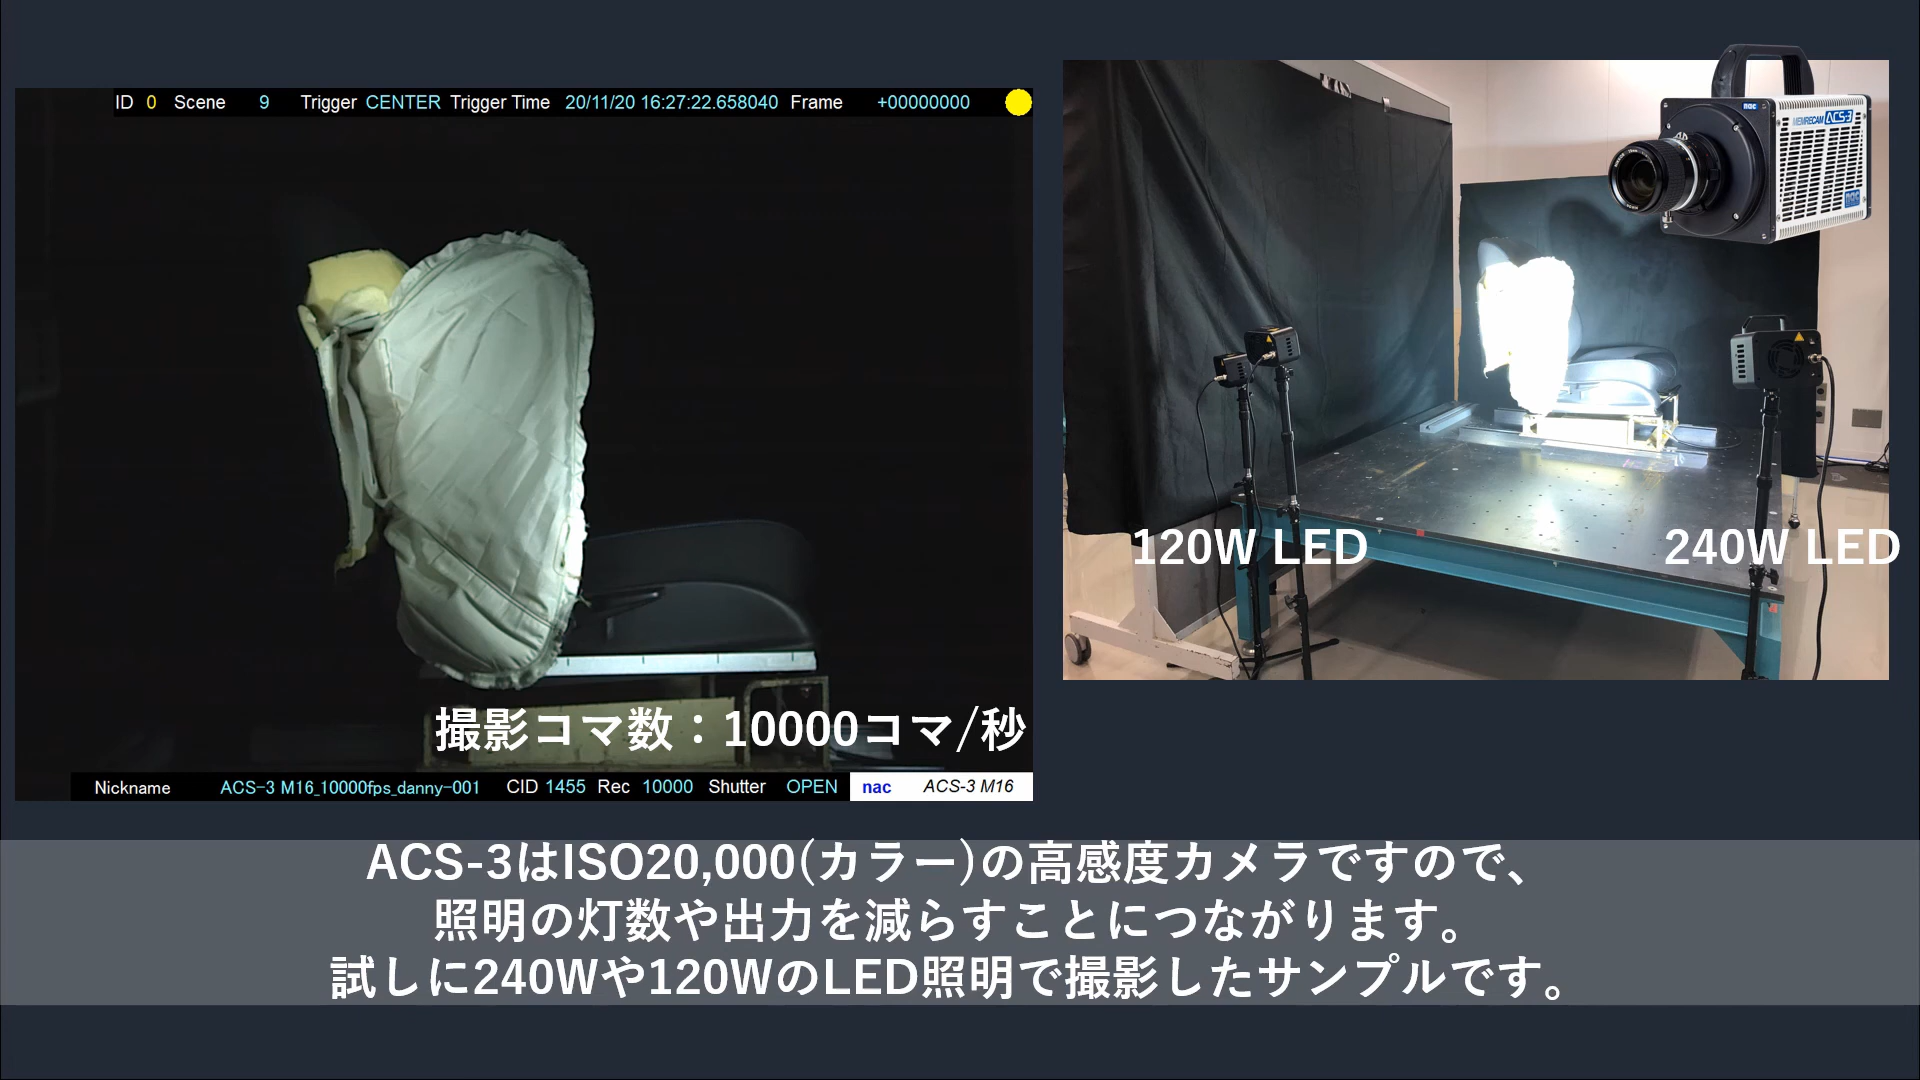 ID 0 Scene 9 Trigger CENTER Trigger Time 20/11/20 16:27:22.658040 Frame +00000000
nac
MEMRECAM ACS-3
nac
120W LED
240W LED
撮影コマ数：10000コマ/秒
Nickname ACS-3 M16_10000fps_danny-001 CID 1455 Rec 10000 Shutter OPEN nac ACS-3 M16
ACS-3はISO20,000(カラー)の高感度カメラですので、
照明の灯数や出力を減らすことにつながります。
試しに240Wや120WのLED照明で撮影したサンプルです。